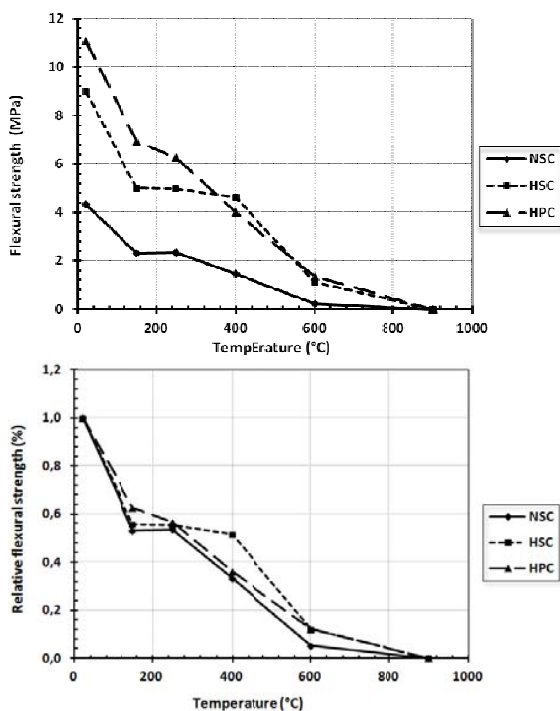 12
10
8
6
4
2
0
Flexural strength (MPa)
0 200 400 600 800 1000
TempErature (°C)
NSC
HSC
HPC
1,2
1,0
0,8
0,6
0,4
0,2
0,0
Relative flexural strength (%)
0 200 400 600 800 1000
Temperature (°C)
NSC
HSC
HPC